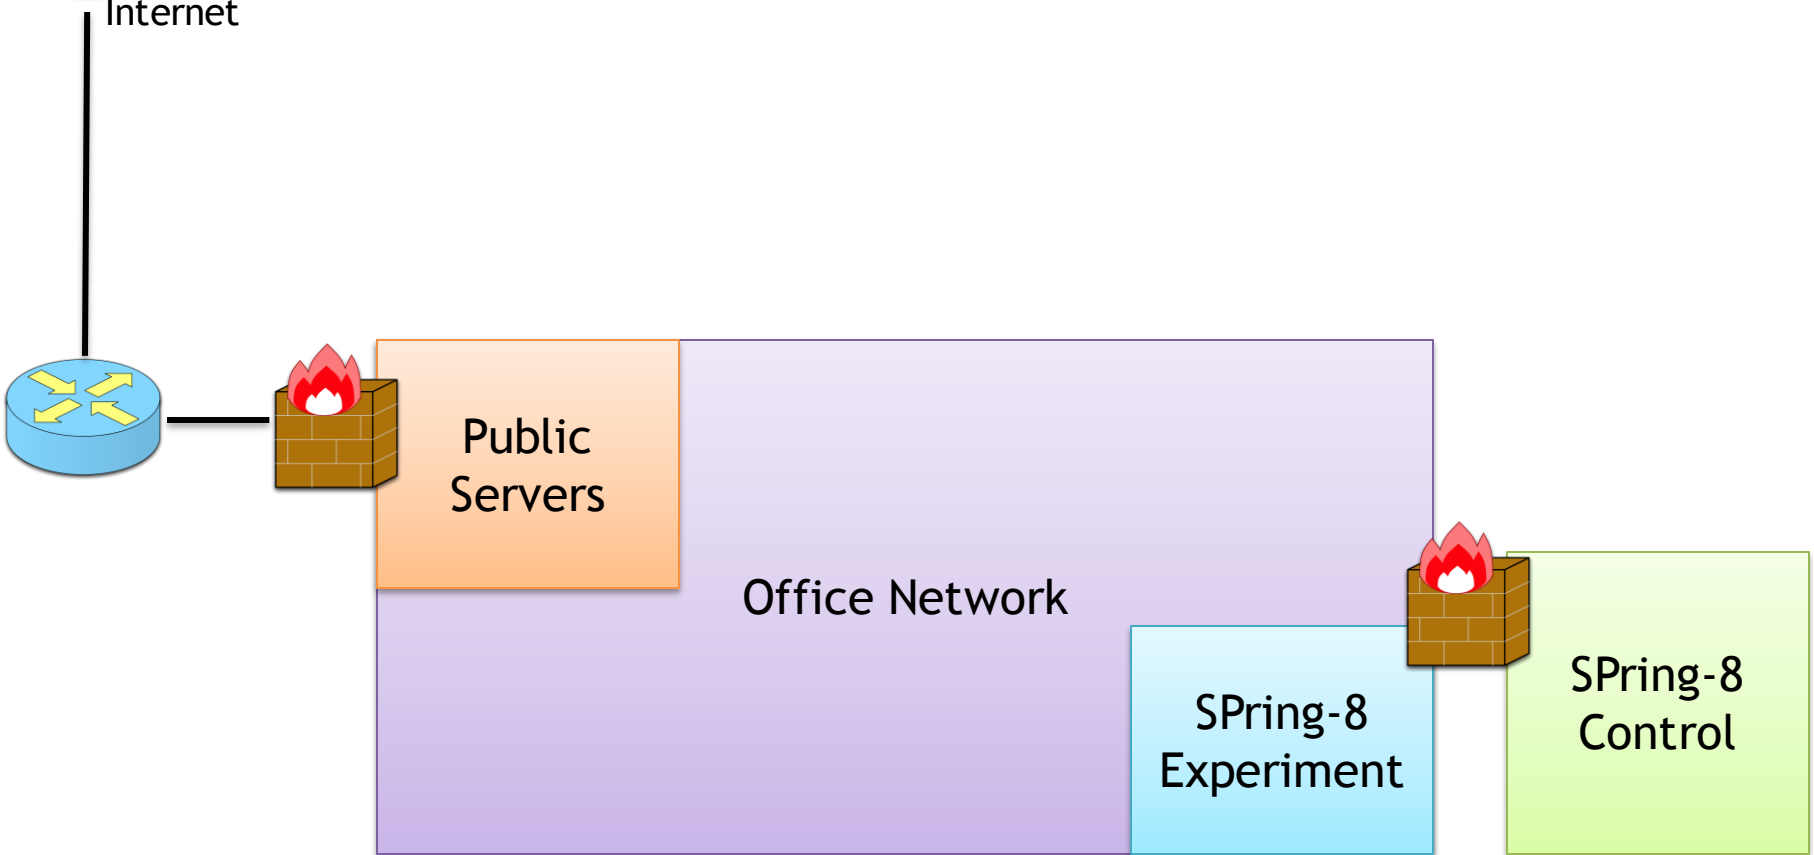 Internet
Public
Servers
Office Network
SPring-8
Experiment
SPring-8
Control